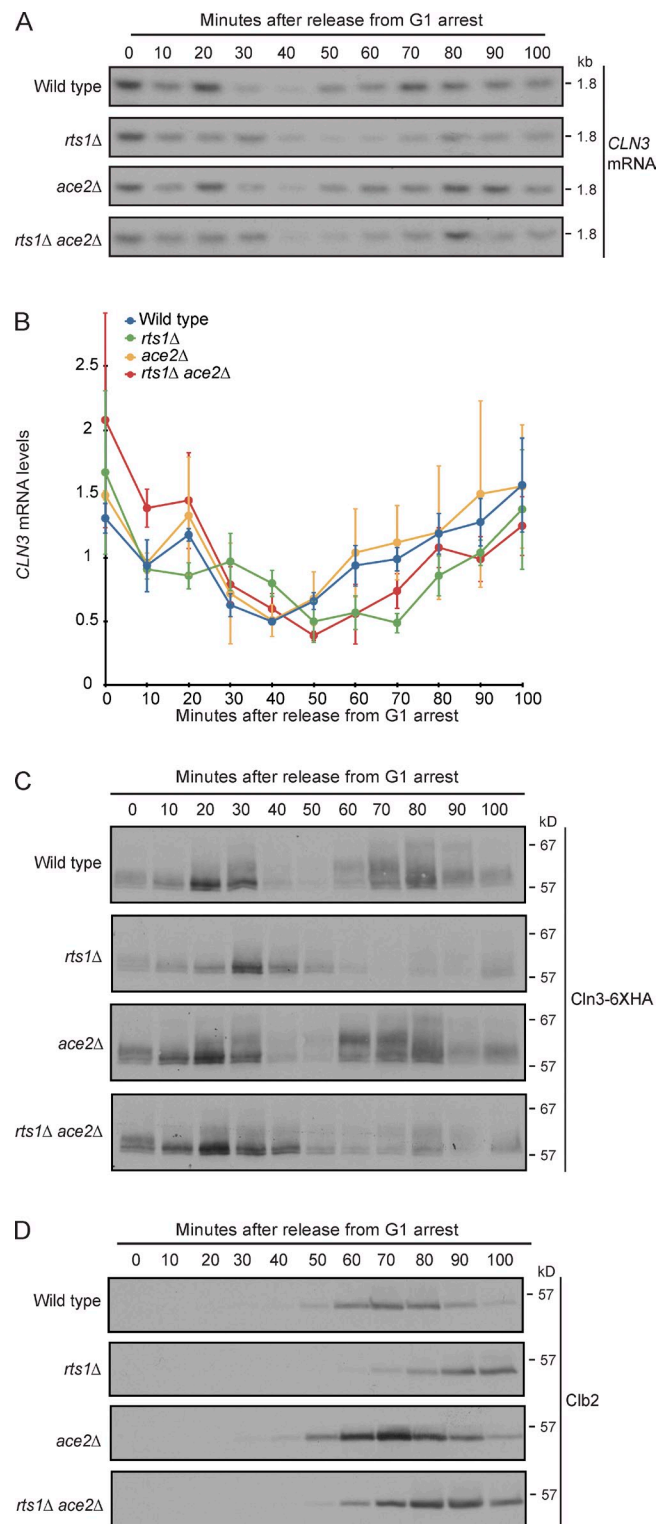 A
Minutes after release from G1 arrest
0 10 20 30 40 50 60 70 80 90 100
kb
Wild type - 1.8
rts1Δ - 1.8
CLN3
mRNA
ace2Δ - 1.8
rts1Δ ace2Δ - 1.8
B
Wild type
rts1Δ
ace2Δ
rts1Δ ace2Δ
2.5
2
1.5
1
0.5
0
CLN3 mRNA levels
0 10 20 30 40 50 60 70 80 90 100
Minutes after release from G1 arrest
C
Minutes after release from G1 arrest
0 10 20 30 40 50 60 70 80 90 100
kD
- 67
Wild type
- 57
- 67
rts1Δ
- 57
Cln3-6XHA
- 67
ace2Δ
- 57
- 67
rts1Δ ace2Δ
- 57
D
Minutes after release from G1 arrest
0 10 20 30 40 50 60 70 80 90 100
kD
- 57
Wild type
- 57
rts1Δ
Clb2
- 57
ace2Δ
- 57
rts1Δ ace2Δ